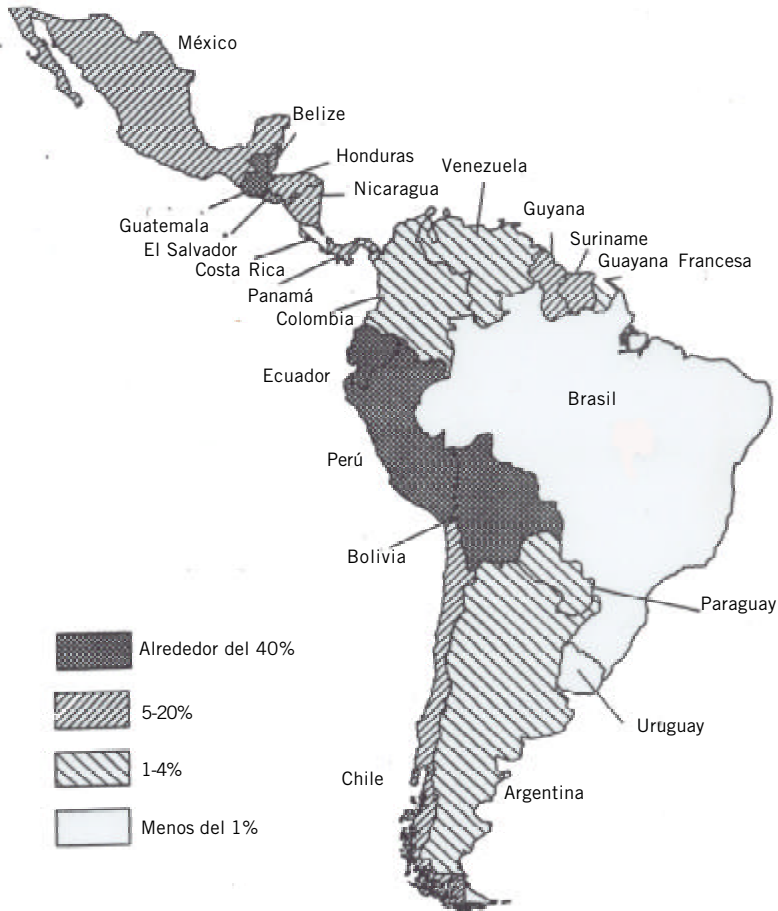 México
Belize
Honduras
Venezuela
Nicaragua
Guyana
Guatemala
Suriname
El Salvador
Guayana Francesa
Costa Rica
Panamá
Colombia
Ecuador
Brasil
Perú
Bolivia
Paraguay
Alrededor del 40%
5-20%
Uruguay
1-4%
Chile
Argentina
Menos del 1%